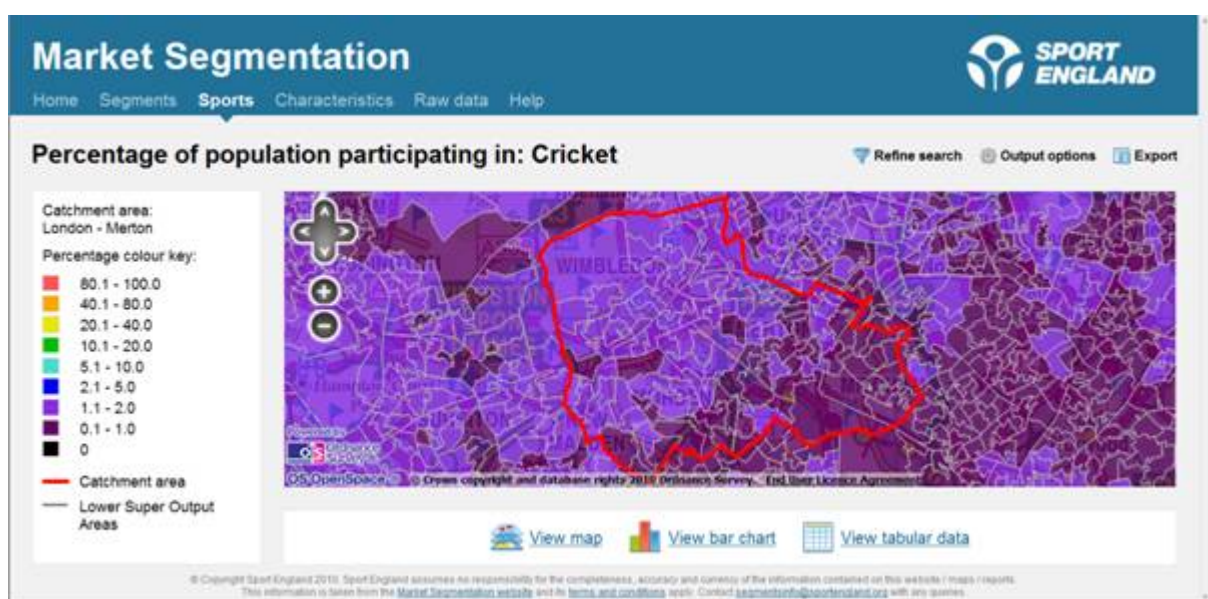 Market Segmentation
SPORT
ENGLAND
Home Segments Sports Characteristics Raw data Help
Percentage of population participating in: Cricket
Refine search Output options Export
Catchment area:
London - Merton
Percentage colour key:
80.1 - 100.0
40.1 - 80.0
20.1 - 40.0
10.1 - 20.0
5.1 - 10.0
2.1 - 5.0
1.1 - 2.0
0.1 - 1.0
0
Catchment area
Lower Super Output
Areas
WIMBLEDON
Powered by
OS
OS OpenSpace © Crown copyright and database rights 2010 Ordnance Survey. End User Licence Agreement
View map View bar chart View tabular data
© Copyright Sport England 2010. Sport England assumes no responsibility for the completeness, accuracy and currency of the information contained on this website / maps / reports.
This information is taken from the Market Segmentation website and its terms and conditions apply. Contact segmentsinfo@sportengland.org with any queries.